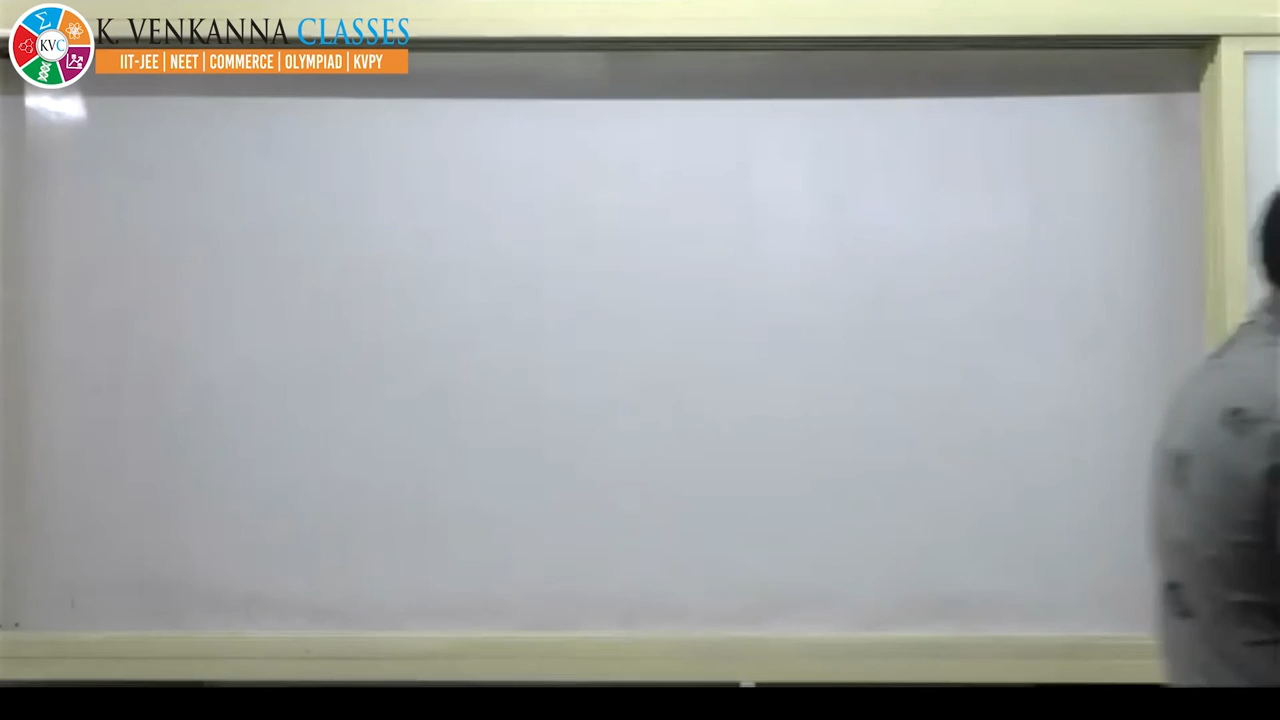 K. VENKANNA CLASSES
KVC
IIT-JEE | NEET | COMMERCE | OLYMPIAD | KVPY